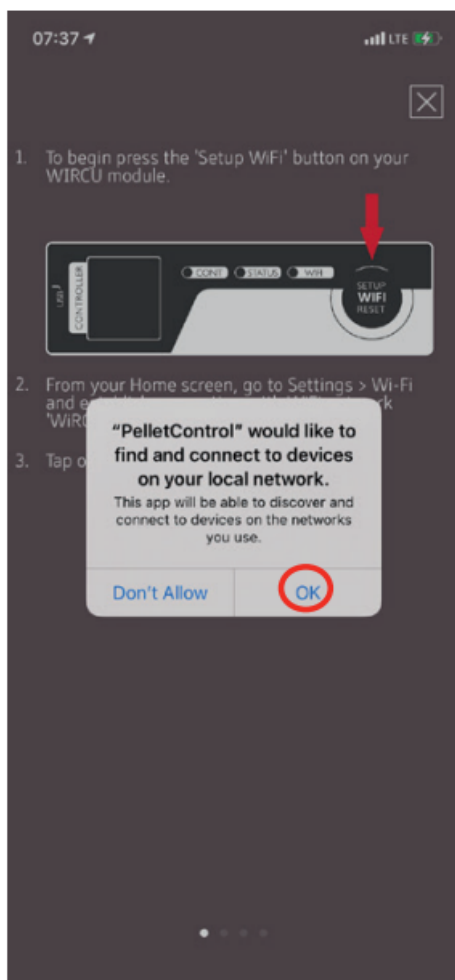 07:37
LTE
1. To begin press the 'Setup WiFi' button on your
WIRCU module.
USB
CONTROLLER
CONT STATUS WIFI
SETUP
WIFI
RESET
2. From your Home screen, go to Settings > Wi-Fi
and
'WiRC
3. Tap o
"PelletControl" would like to
find and connect to devices
on your local network.
This app will be able to discover and
connect to devices on the networks
you use.
Don't Allow OK